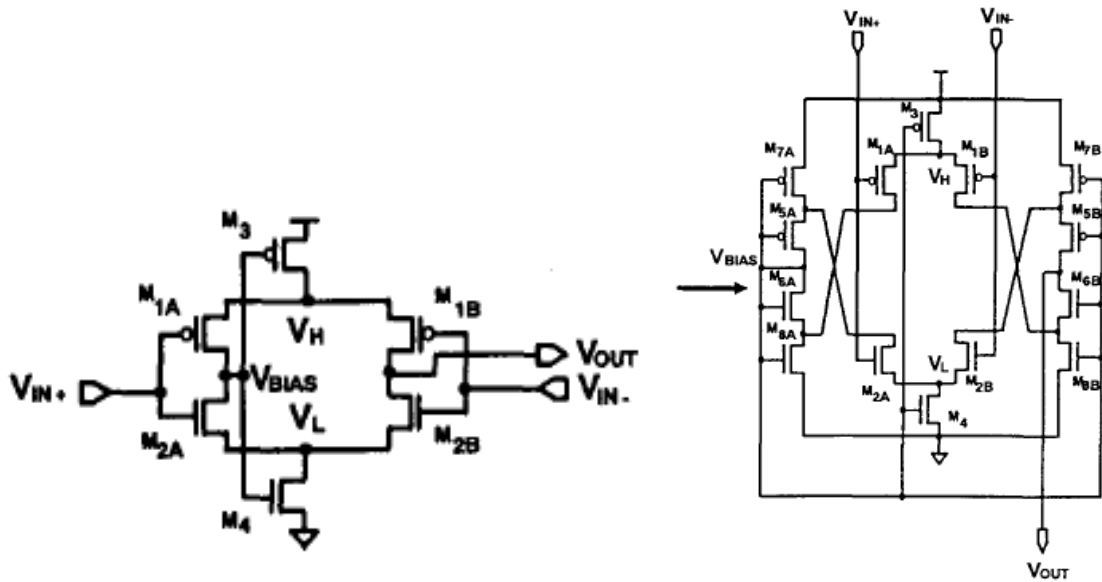 M3
M1A
M1B
VH
VOUT
VIN+
VBIAS
VIN-
VL
M2A
M2B
M4
VIN+
VIN-
M3
M7A
M1A
M1B
M7B
VH
M5A
M5B
VBIAS
M6A
M6B
M8A
VL
M2A
M2B
M8B
M4
VOUT